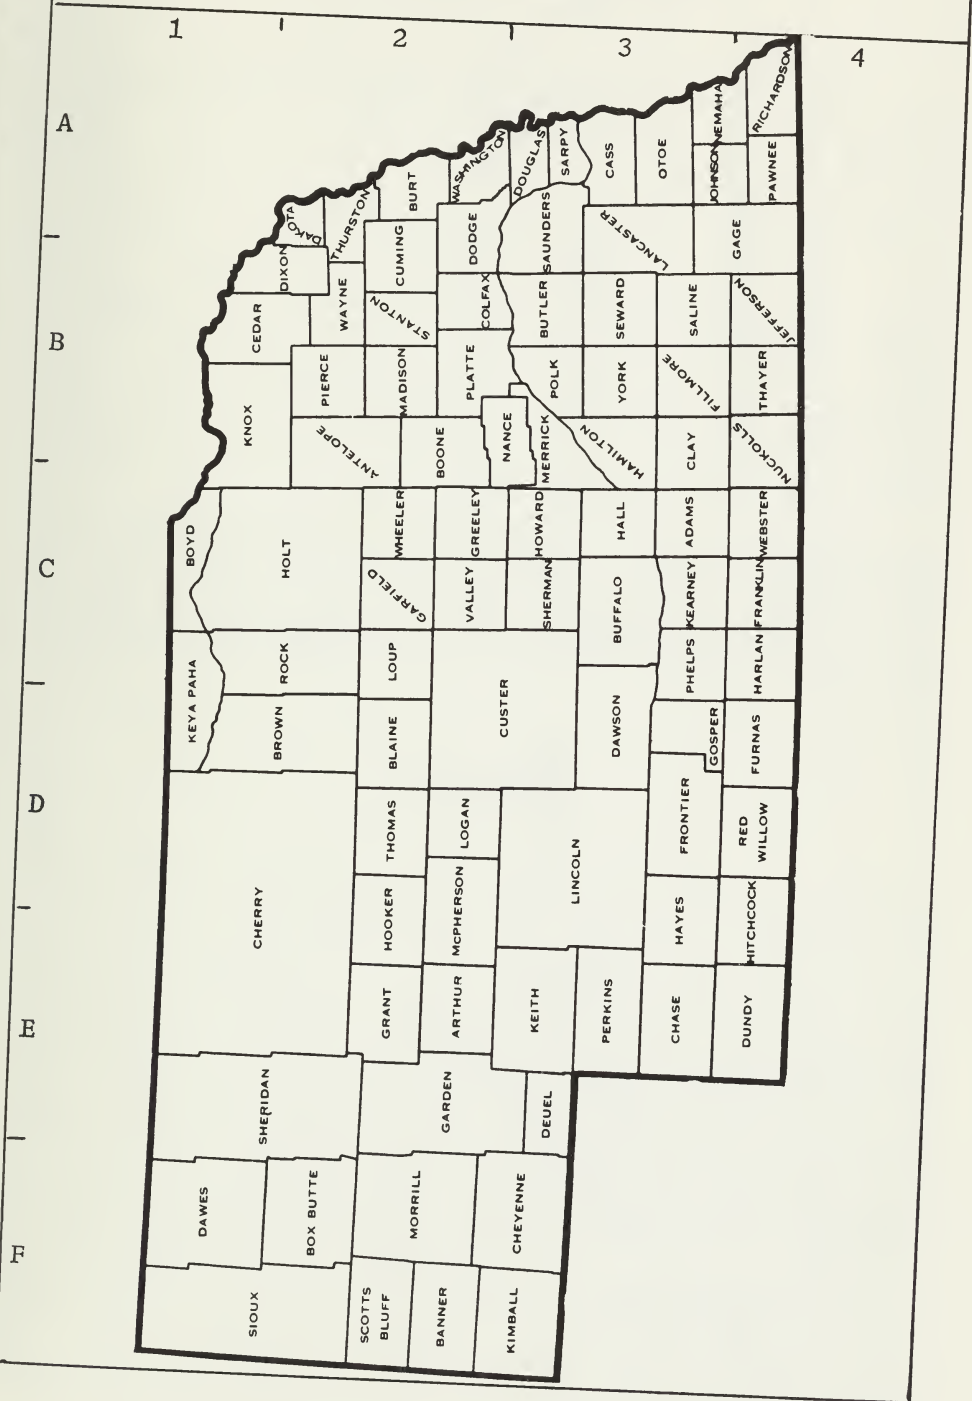 1
2
3
4
A
B
C
D
E
F
RICHARDSON
NEMAHA
PAWNEE
JOHNSON
OTOE
CASS
SARPY
DOUGLAS
WASHINGTON
BURT
THURSTON
DAKOTA
DIXON
CUMING
DODGE
SAUNDERS
LANCASTER
GAGE
CEDAR
WAYNE
STANTON
COLFAX
BUTLER
SEWARD
SALINE
JEFFERSON
KNOX
PIERCE
MADISON
PLATTE
POLK
YORK
FILLMORE
THAYER
ANTELOPE
BOONE
NANCE
MERRICK
HAMILTON
CLAY
NUCKOLLS
BOYD
HOLT
WHEELER
GREELEY
HOWARD
HALL
ADAMS
WEBSTER
GARFIELD
VALLEY
SHERMAN
BUFFALO
KEARNEY
FRANKLIN
KEYA PAHA
ROCK
LOUP
CUSTER
PHELPS
HARLAN
BROWN
BLAINE
DAWSON
GOSPER
FURNAS
CHERRY
THOMAS
LOGAN
LINCOLN
FRONTIER
RED
WILLOW
HOOKER
McPHERSON
HAYES
HITCHCOCK
GRANT
ARTHUR
KEITH
PERKINS
CHASE
DUNDY
SHERIDAN
GARDEN
DEUEL
DAWES
BOX BUTTE
MORRILL
CHEYENNE
SIOUX
SCOTTS
BLUFF
BANNER
KIMBALL